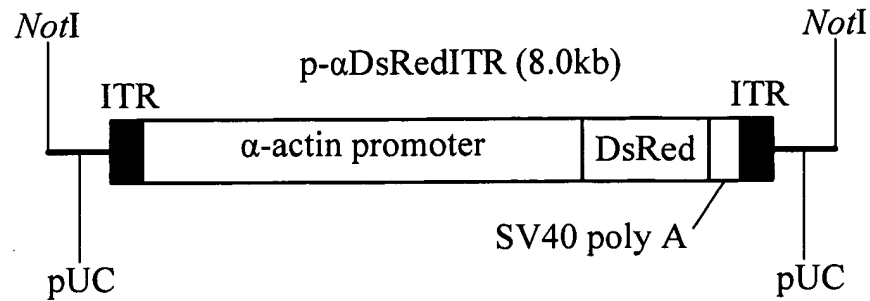 NotI
NotI
p-αDsRedITR (8.0kb)
ITR
ITR
α-actin promoter
DsRed
SV40 poly A
pUC
pUC